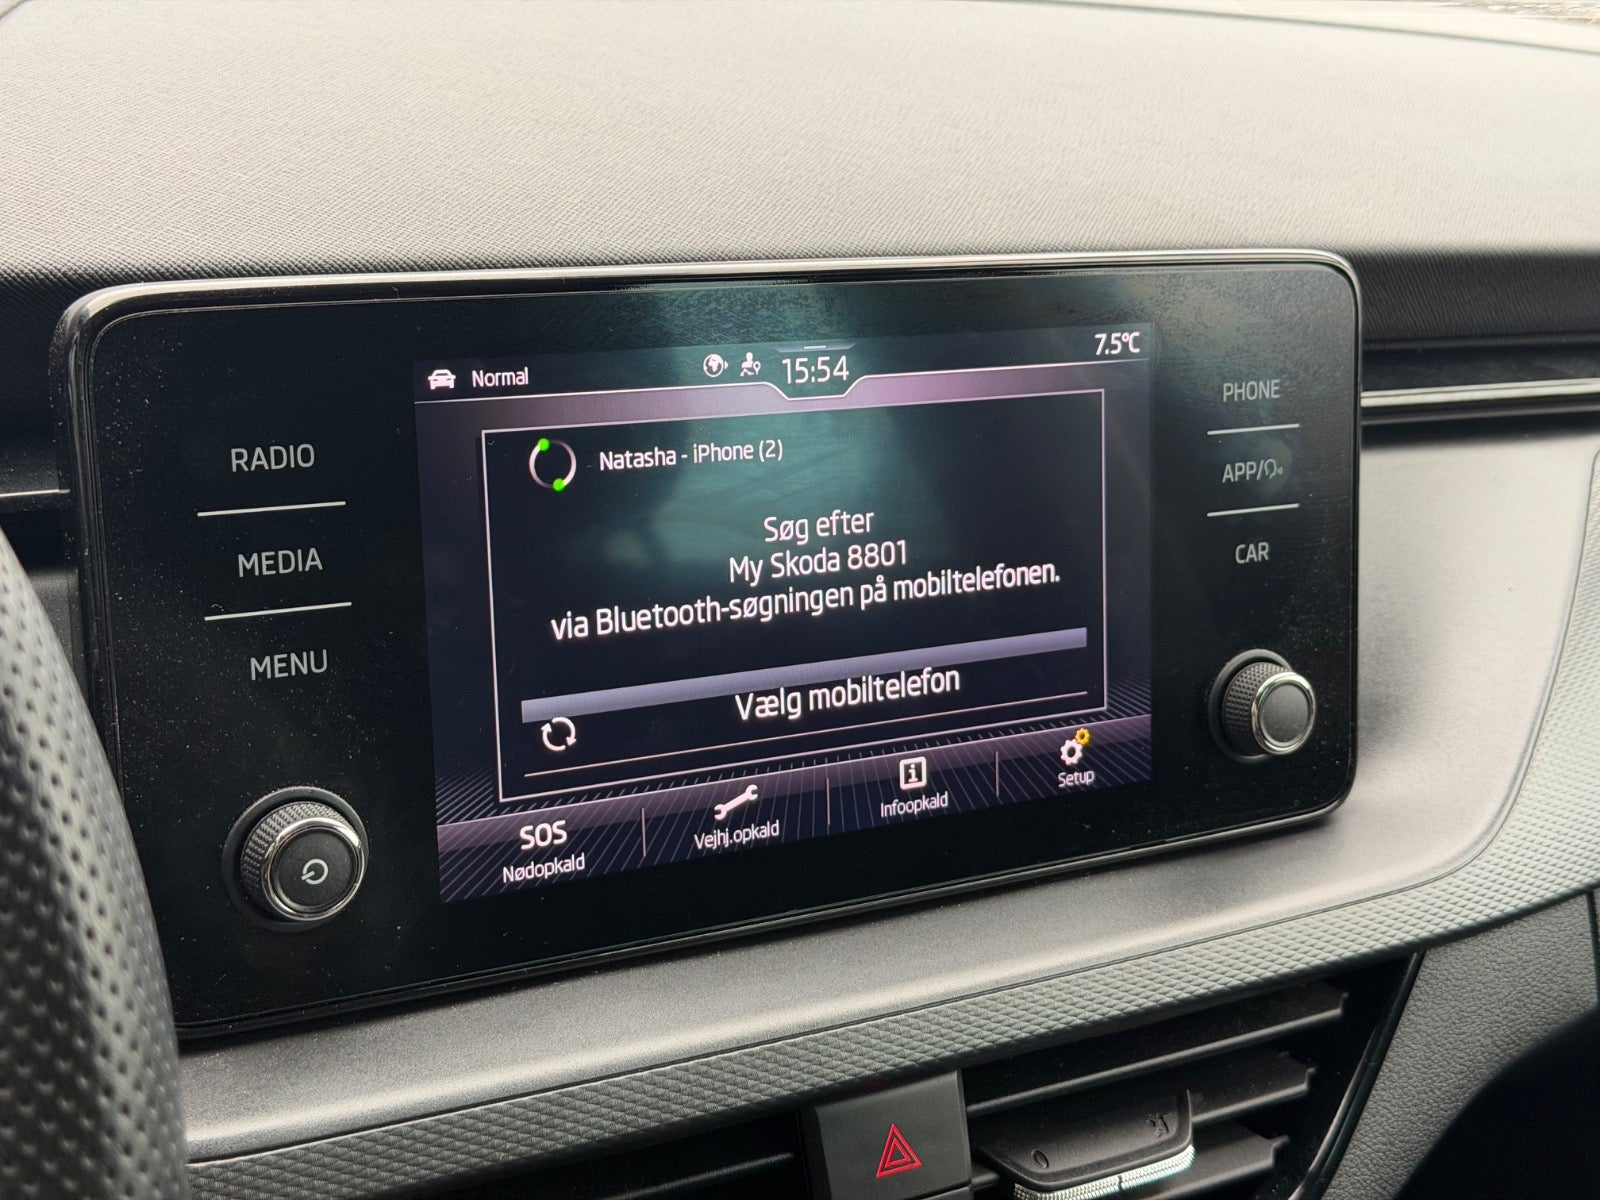 Normal
15:54
7.5°C
RADIO
MEDIA
MENU
Natasha - iPhone (2)
Søg efter
My Skoda 8801
via Bluetooth-søgningen på mobiltelefonen.
Vælg mobiltelefon
SOS
Nødopkald
Vejhj.opkald
Infoopkald
Setup
PHONE
APP/
CAR
0